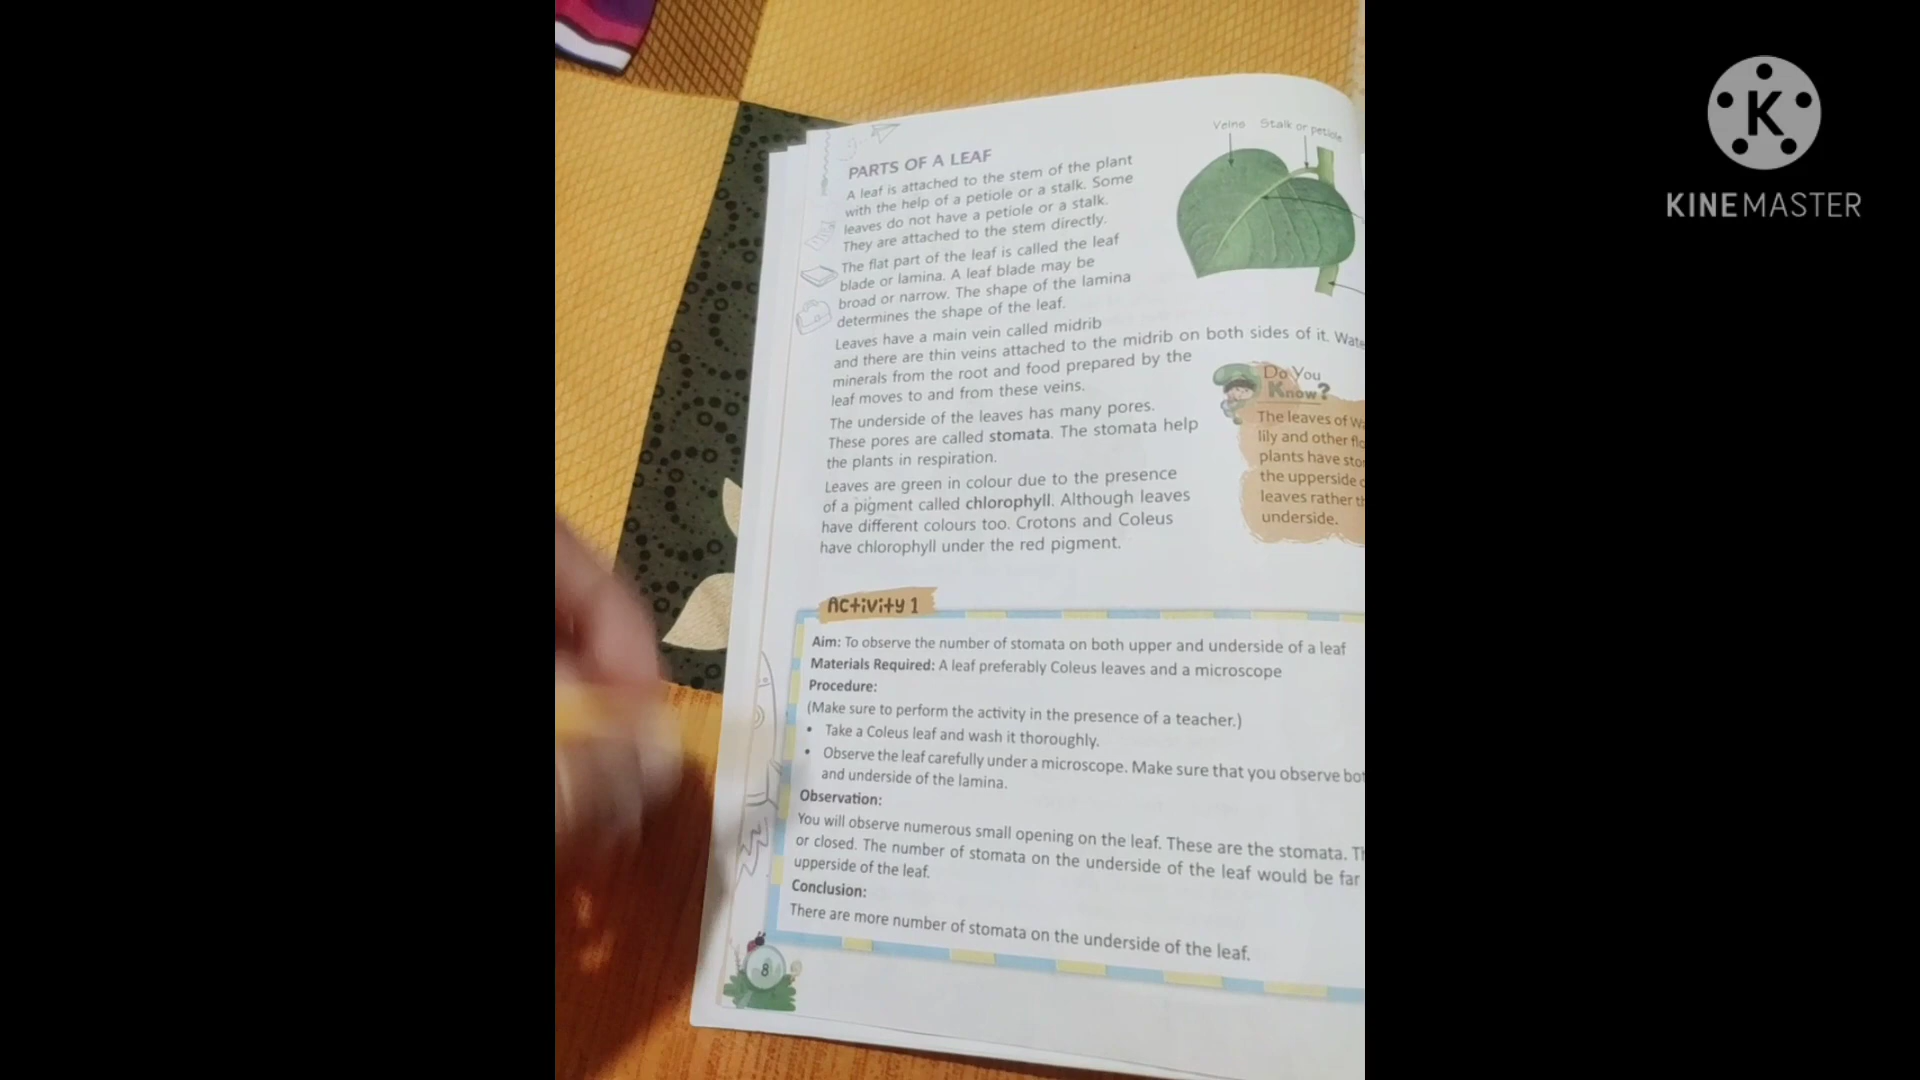 Veins Stalk or petiole
PARTS OF A LEAF
A leaf is attached to the stem of the plant
with the help of a petiole or a stalk. Some
leaves do not have a petiole or a stalk.
They are attached to the stem directly.
The flat part of the leaf is called the leaf
blade or lamina. A leaf blade may be
broad or narrow. The shape of the lamina
determines the shape of the leaf.
Leaves have a main vein called midrib
and there are thin veins attached to the midrib on both sides of it.
minerals from the root and food prepared by the
leaf moves to and from these veins.
The underside of the leaves has many pores.
These pores are called stomata. The stomata help
the plants in respiration.
Leaves are green in colour due to the presence
of a pigment called chlorophyll. Although leaves
have different colours too. Crotons and Coleus
have chlorophyll under the red pigment.
Do You
Know?
The leaves of
lily and other
plants have
the upperside
leaves rather
underside.
Activity 1
Aim: To observe the number of stomata on both upper and underside of a leaf
Materials Required: A leaf preferably Coleus leaves and a microscope
Procedure:
(Make sure to perform the activity in the presence of a teacher.)
• Take a Coleus leaf and wash it thoroughly.
• Observe the leaf carefully under a microscope. Make sure that you observe
and underside of the lamina.
Observation:
You will observe numerous small opening on the leaf. These are the stomata.
or closed. The number of stomata on the underside of the leaf would be far
upperside of the leaf.
Conclusion:
There are more number of stomata on the underside of the leaf.
8
K
KINEMASTER